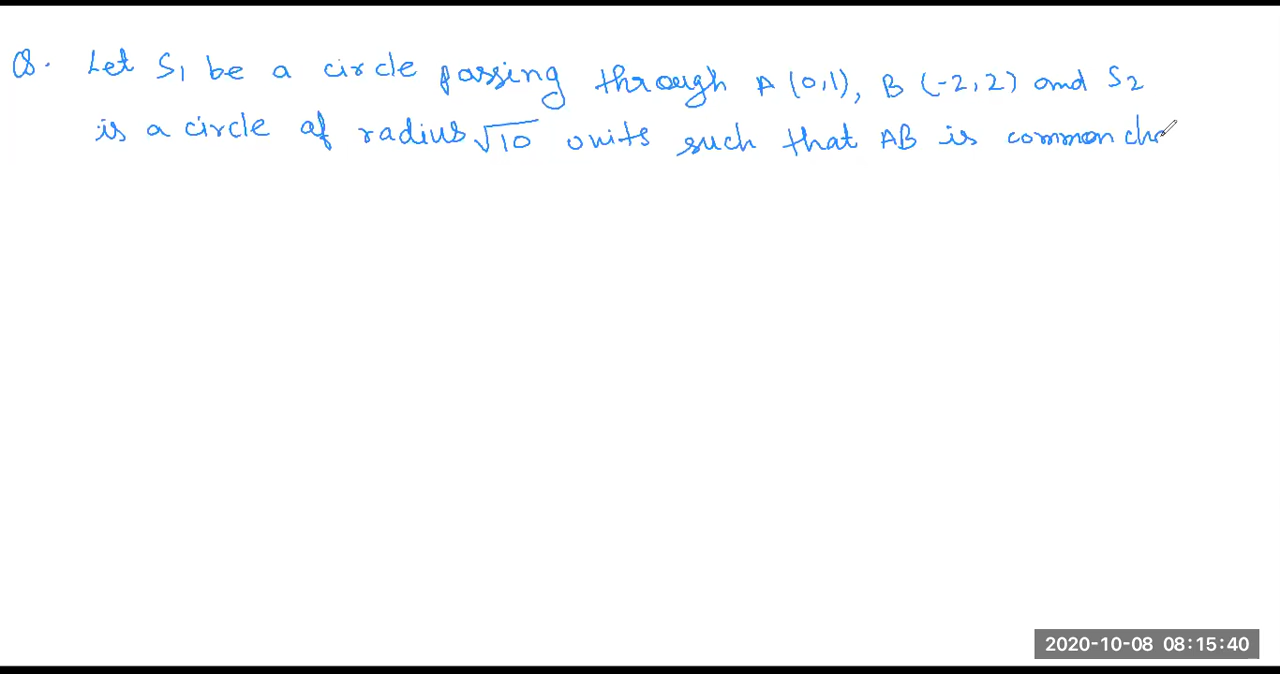 Q. Let S1 be a circle passing through A (0,1), B (-2,2) and S2
is a circle of radius √10 units such that AB is common cho
2020-10-08 08:15:40